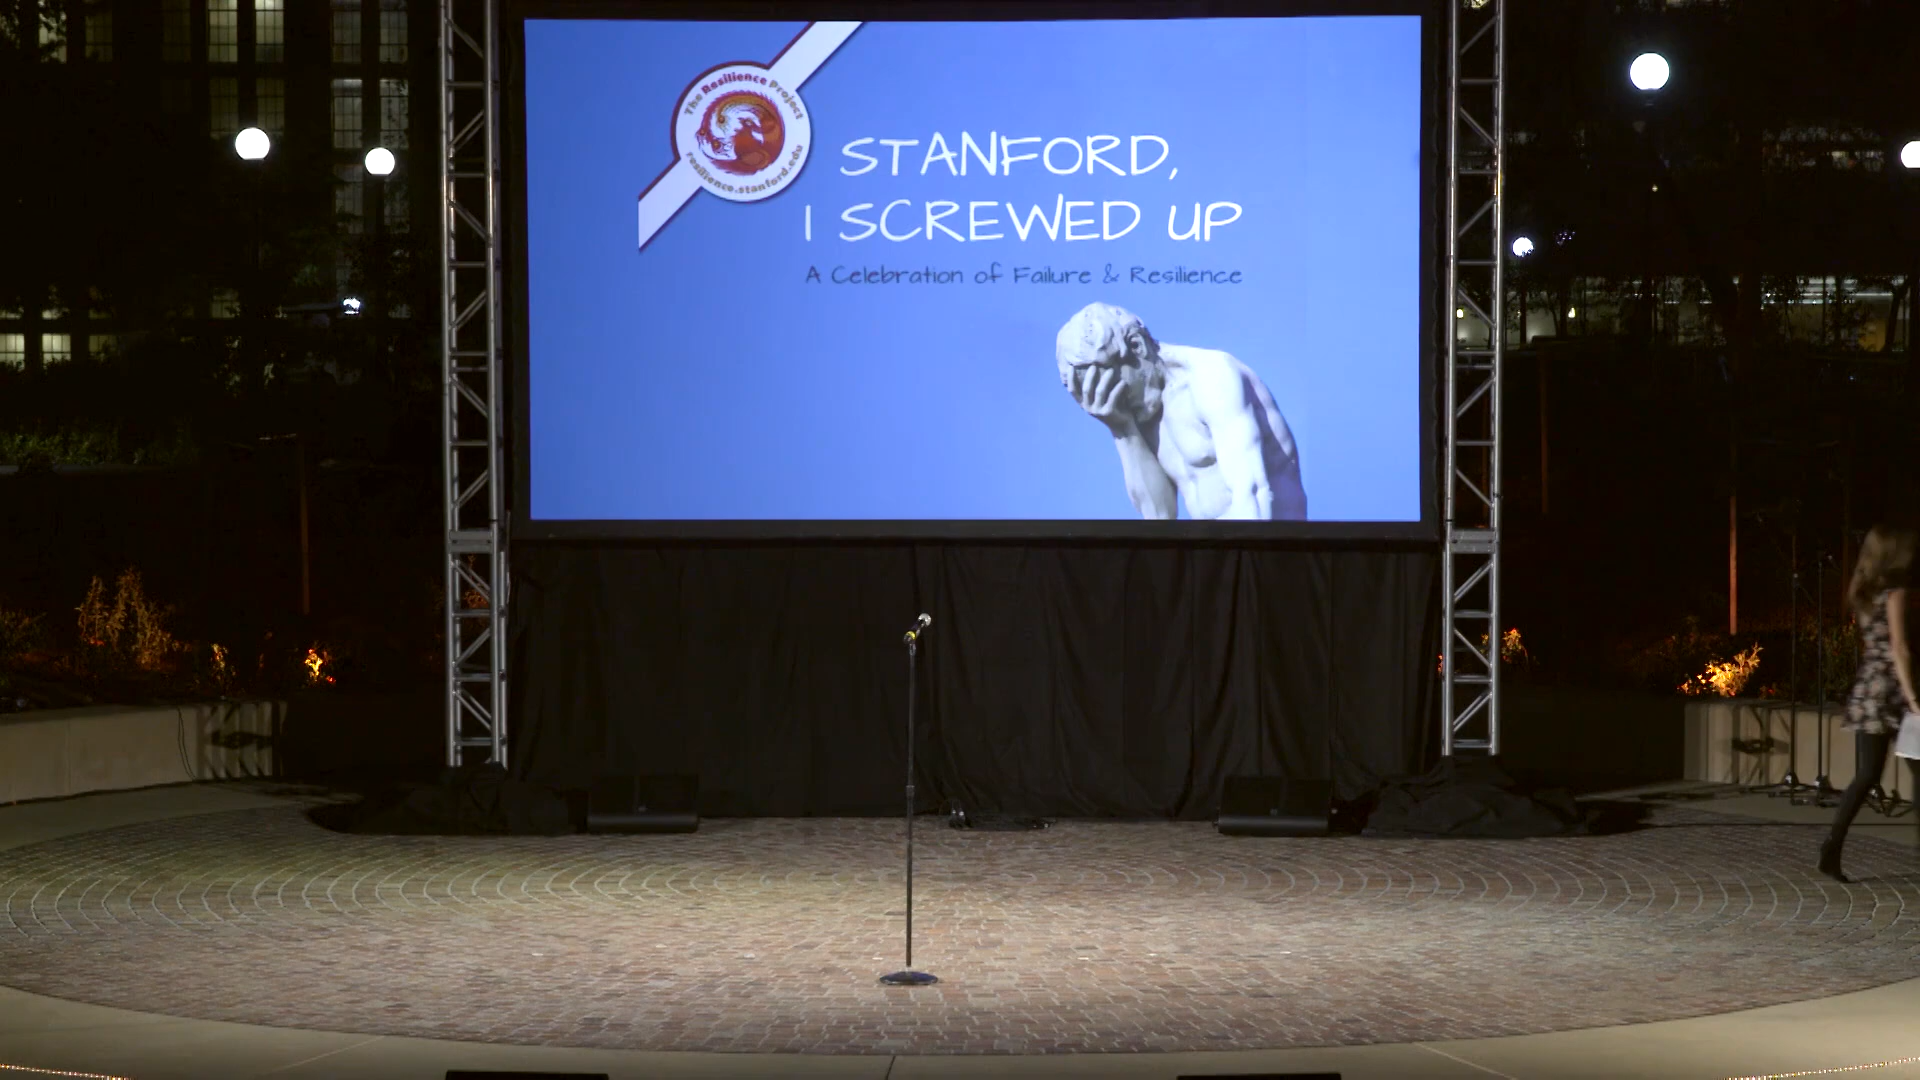 The Resilience Project
resilience.stanford.edu
STANFORD,
I SCREWED UP
A Celebration of Failure & Resilience